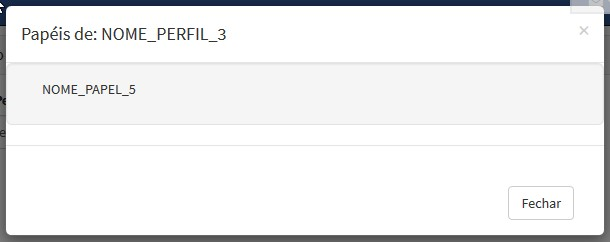 Papéis de: NOME_PERFIL_3
×
NOME_PAPEL_5
Fechar